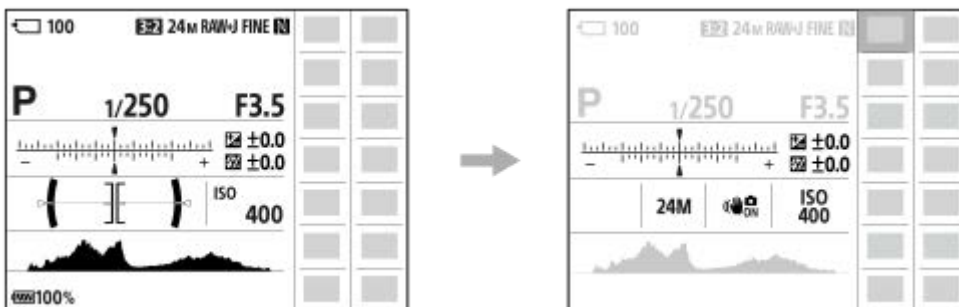 100 3:2 24M RAW+J FINE N
P 1/250 F3.5
±0.0
- + ±0.0
ISO
400
100%
100 3:2 24M RAW+J FINE N
P 1/250 F3.5
±0.0
- + ±0.0
24M ON ISO
400